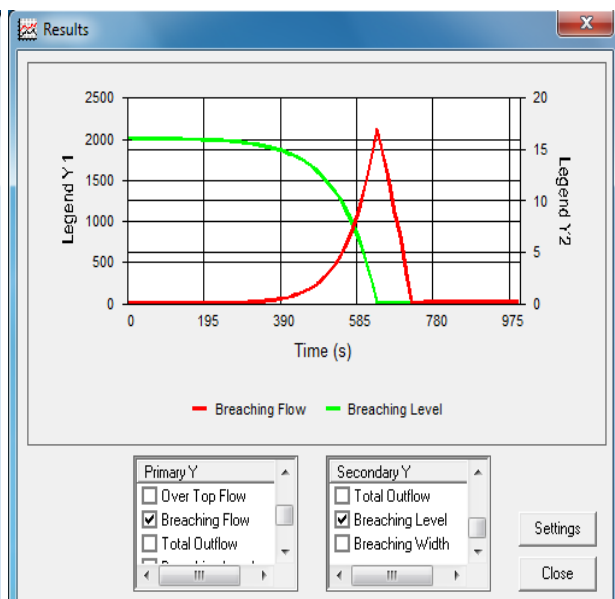 Results
X
2500
2000
1500
1000
500
0
Legend Y 1
20
15
10
5
0
Legend Y2
0 195 390 585 780 975
Time (s)
Breaching Flow Breaching Level
Primary Y
Over Top Flow
Breaching Flow
Total Outflow
Secondary Y
Total Outflow
Breaching Level
Breaching Width
Settings
Close